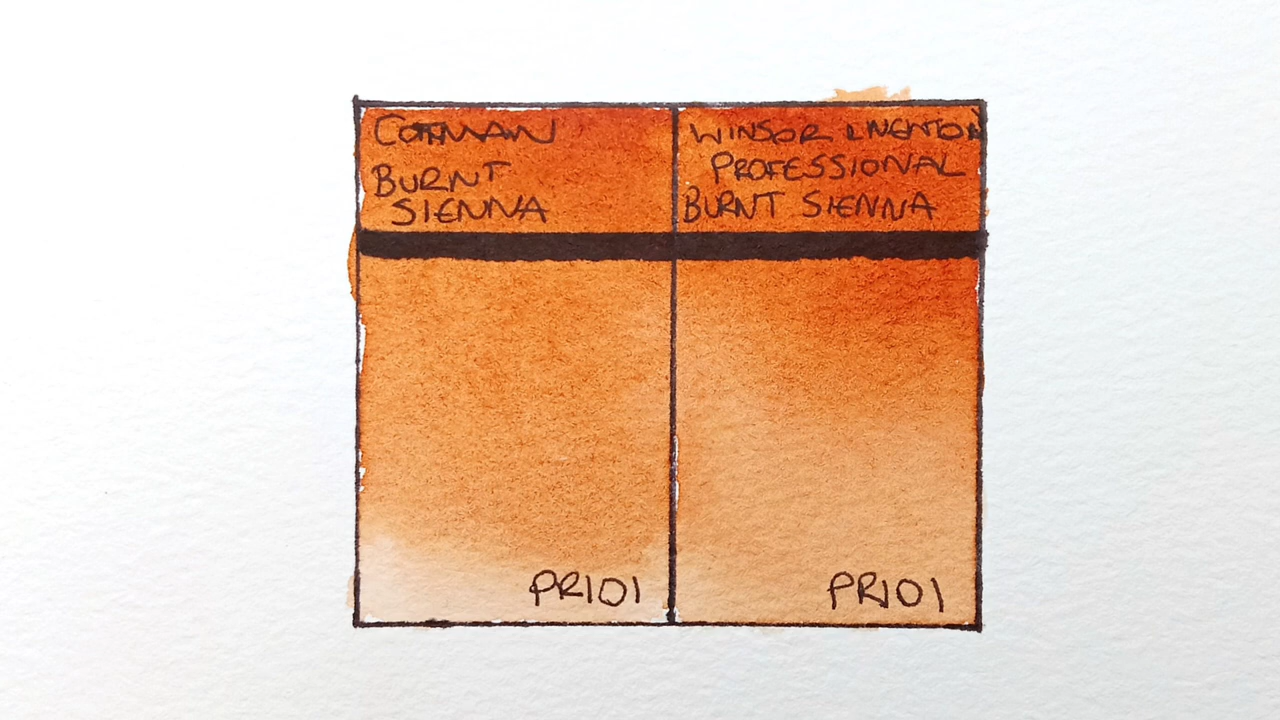 COTMAN
BURNT
SIENNA
WINSOR & NEWTON
PROFESSIONAL
BURNT SIENNA
PR101
PR101